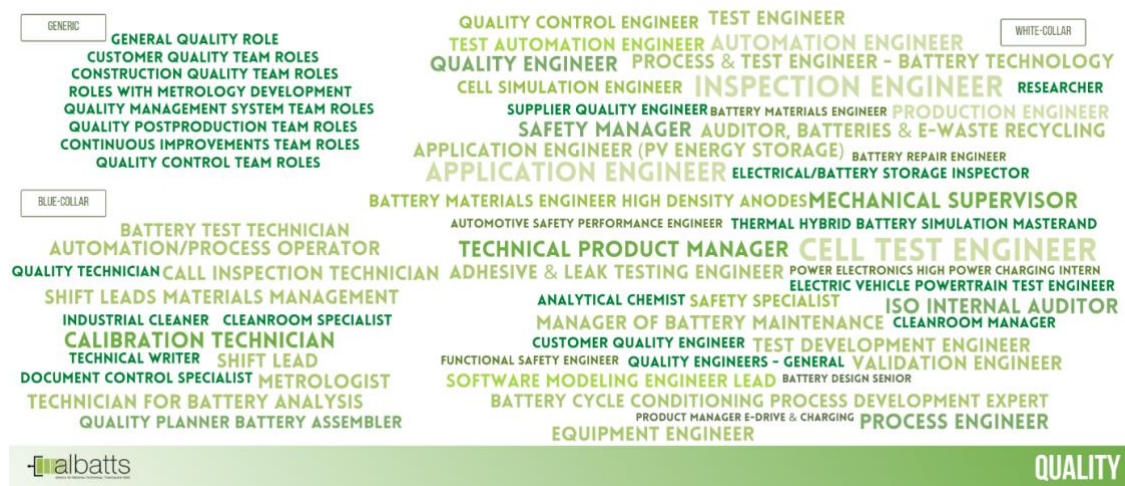 GENERIC
GENERAL QUALITY ROLE
CUSTOMER QUALITY TEAM ROLES
CONSTRUCTION QUALITY TEAM ROLES
ROLES WITH METROLOGY DEVELOPMENT
QUALITY MANAGEMENT SYSTEM TEAM ROLES
QUALITY POSTPRODUCTION TEAM ROLES
CONTINUOUS IMPROVEMENTS TEAM ROLES
QUALITY CONTROL TEAM ROLES
BLUE-COLLAR
BATTERY TEST TECHNICIAN
AUTOMATION/PROCESS OPERATOR
QUALITY TECHNICIAN CALL INSPECTION TECHNICIAN
SHIFT LEADS MATERIALS MANAGEMENT
INDUSTRIAL CLEANER CLEANROOM SPECIALIST
CALIBRATION TECHNICIAN
TECHNICAL WRITER SHIFT LEAD
DOCUMENT CONTROL SPECIALIST METROLOGIST
TECHNICIAN FOR BATTERY ANALYSIS
QUALITY PLANNER BATTERY ASSEMBLER
WHITE-COLLAR
QUALITY CONTROL ENGINEER TEST ENGINEER
TEST AUTOMATION ENGINEER AUTOMATION ENGINEER
QUALITY ENGINEER PROCESS & TEST ENGINEER - BATTERY TECHNOLOGY
CELL SIMULATION ENGINEER INSPECTION ENGINEER RESEARCHER
SUPPLIER QUALITY ENGINEER BATTERY MATERIALS ENGINEER PRODUCTION ENGINEER
SAFETY MANAGER AUDITOR, BATTERIES & E-WASTE RECYCLING
APPLICATION ENGINEER (PV ENERGY STORAGE) BATTERY REPAIR ENGINEER
APPLICATION ENGINEER ELECTRICAL/BATTERY STORAGE INSPECTOR
BATTERY MATERIALS ENGINEER HIGH DENSITY ANODES MECHANICAL SUPERVISOR
AUTOMOTIVE SAFETY PERFORMANCE ENGINEER THERMAL HYBRID BATTERY SIMULATION MASTERAND
TECHNICAL PRODUCT MANAGER CELL TEST ENGINEER
ADHESIVE & LEAK TESTING ENGINEER POWER ELECTRONICS HIGH POWER CHARGING INTERN
ELECTRIC VEHICLE POWERTRAIN TEST ENGINEER
ANALYTICAL CHEMIST SAFETY SPECIALIST ISO INTERNAL AUDITOR
MANAGER OF BATTERY MAINTENANCE CLEANROOM MANAGER
CUSTOMER QUALITY ENGINEER TEST DEVELOPMENT ENGINEER
FUNCTIONAL SAFETY ENGINEER QUALITY ENGINEERS - GENERAL VALIDATION ENGINEER
SOFTWARE MODELING ENGINEER LEAD BATTERY DESIGN SENIOR
BATTERY CYCLE CONDITIONING PROCESS DEVELOPMENT EXPERT
PRODUCT MANAGER E-DRIVE & CHARGING PROCESS ENGINEER
EQUIPMENT ENGINEER
albatts
QUALITY